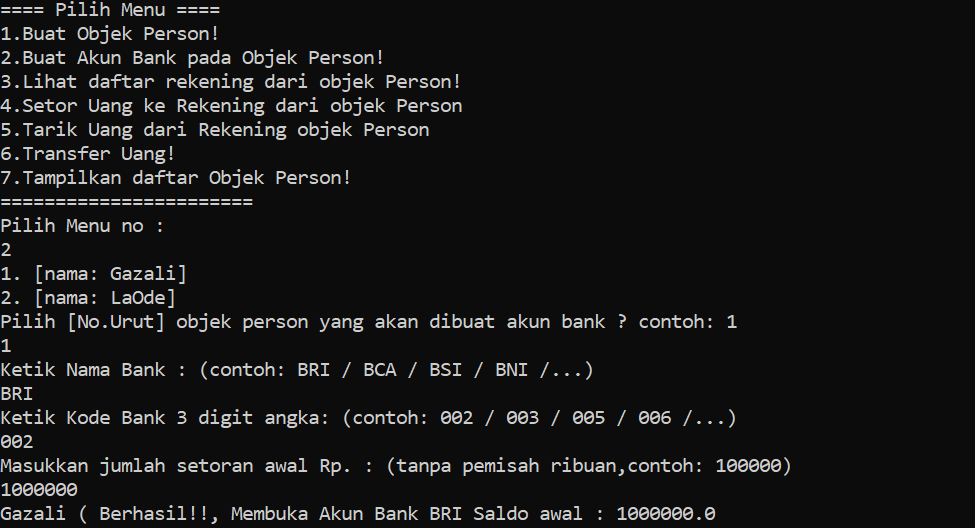 ==== Pilih Menu ====
1.Buat Objek Person!
2.Buat Akun Bank pada Objek Person!
3.Lihat daftar rekening dari objek Person!
4.Setor Uang ke Rekening dari objek Person
5.Tarik Uang dari Rekening objek Person
6.Transfer Uang!
7.Tampilkan daftar Objek Person!
=======================
Pilih Menu no :
2
1. [nama: Gazali]
2. [nama: LaOde]
Pilih [No.Urut] objek person yang akan dibuat akun bank ? contoh: 1
1
Ketik Nama Bank : (contoh: BRI / BCA / BSI / BNI /...)
BRI
Ketik Kode Bank 3 digit angka: (contoh: 002 / 003 / 005 / 006 /...)
002
Masukkan jumlah setoran awal Rp. : (tanpa pemisah ribuan,contoh: 100000)
1000000
Gazali ( Berhasil!!, Membuka Akun Bank BRI Saldo awal : 1000000.0